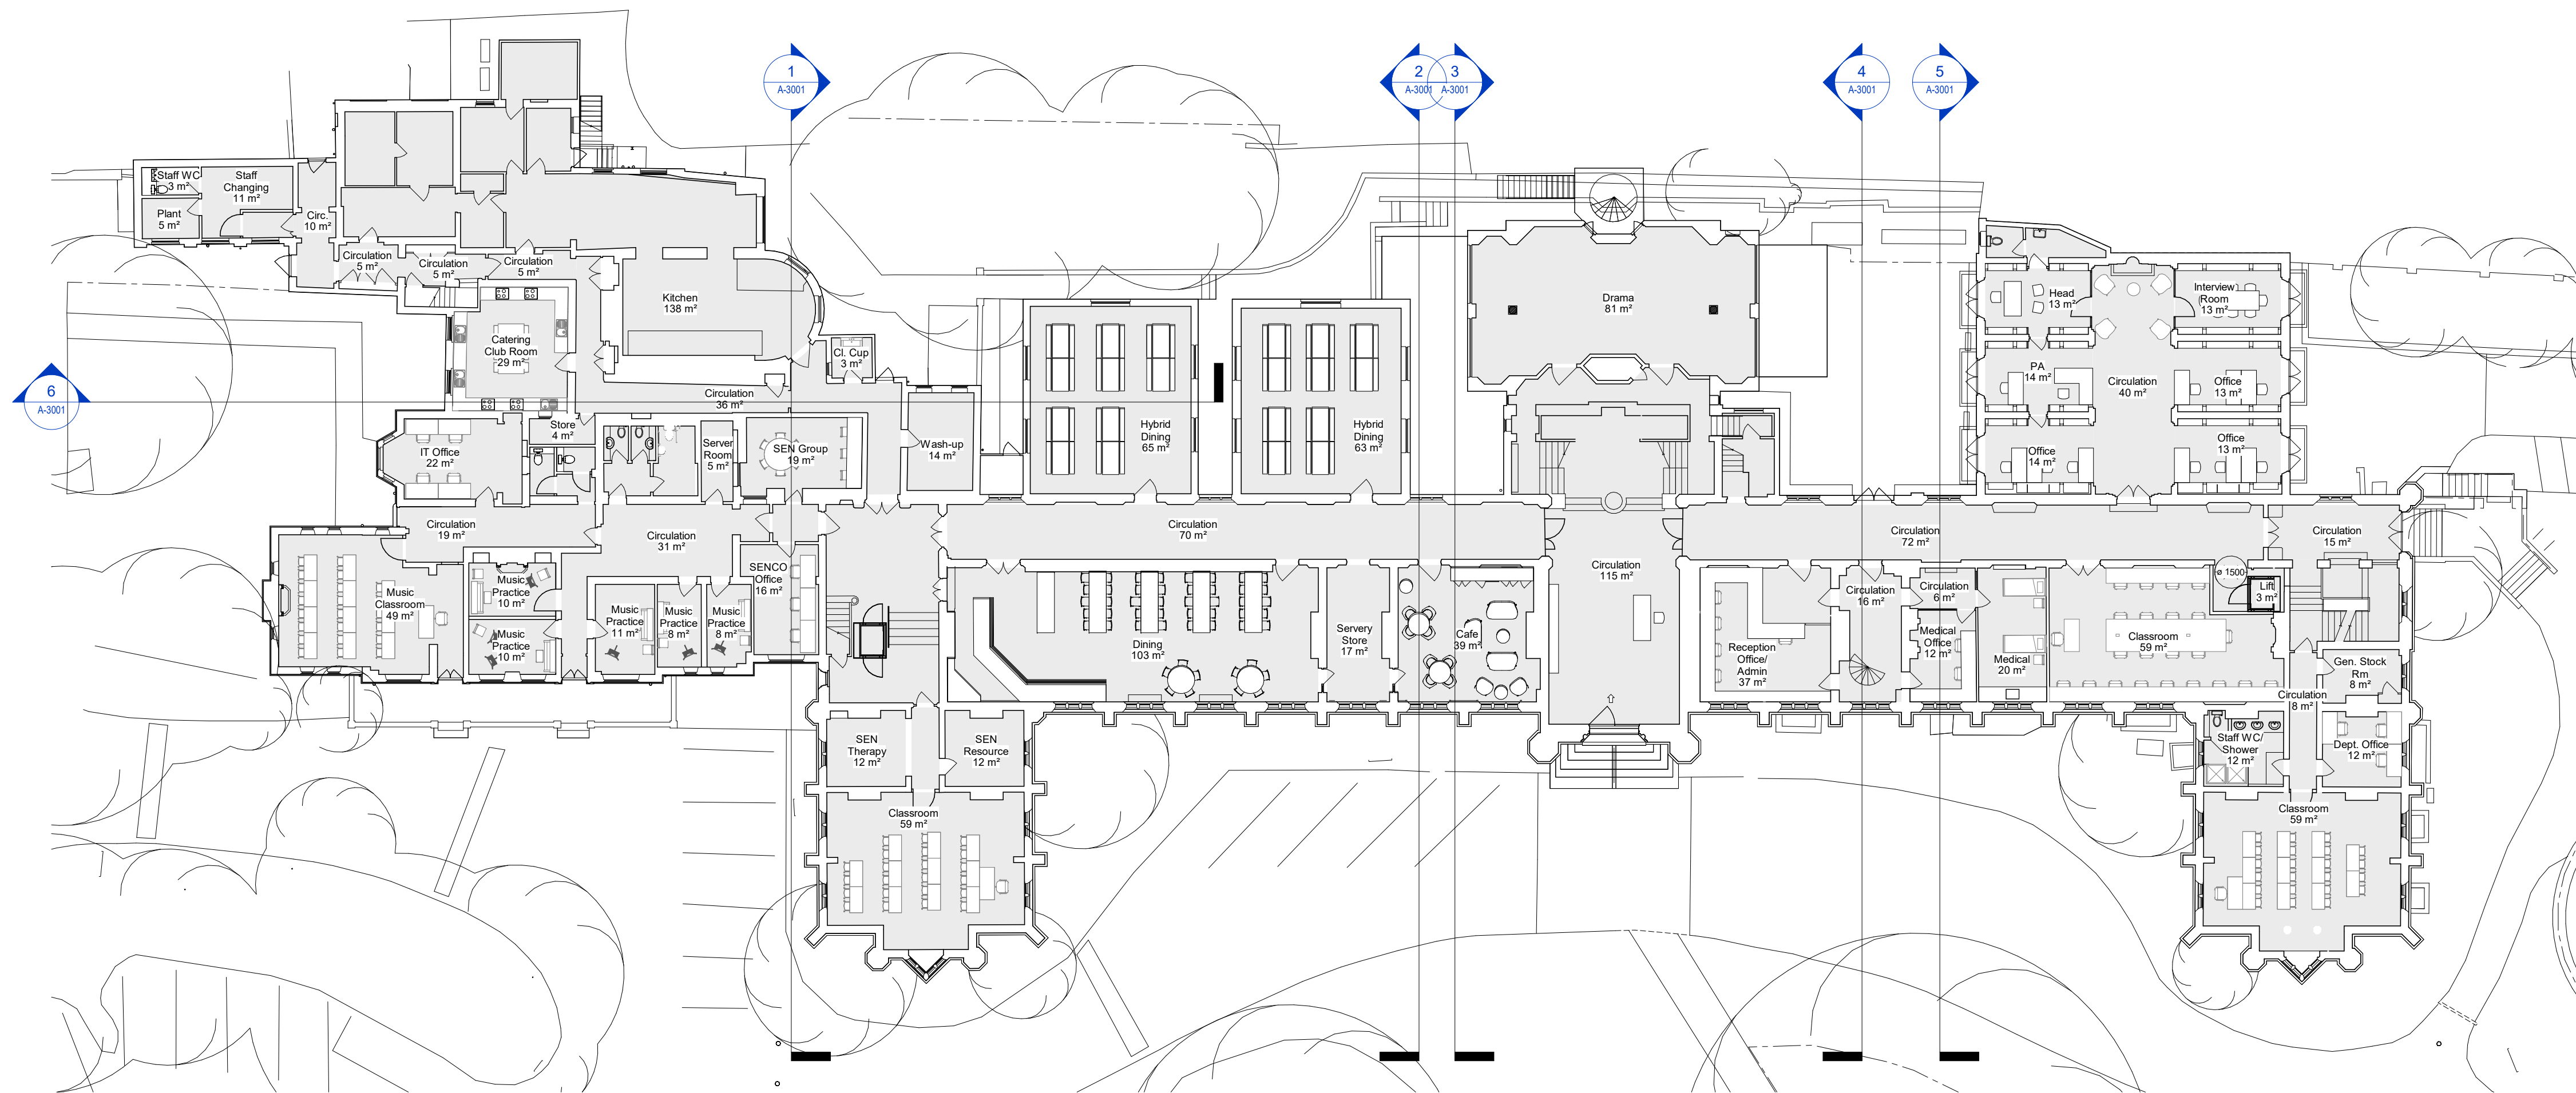 1
A-3001
2
A-3001
3
A-3001
4
A-3001
5
A-3001
6
A-3001
Staff WC
3 m²
Staff
Changing
11 m²
Plant
5 m²
Circ.
10 m²
Circulation
5 m²
Circulation
5 m²
Circulation
5 m²
Kitchen
138 m²
Catering
Club Room
29 m²
Cl. Cup
3 m²
Circulation
36 m²
Store
4 m²
IT Office
22 m²
Server
Room
5 m²
SEN Group
19 m²
Wash-up
14 m²
Hybrid
Dining
65 m²
Hybrid
Dining
63 m²
Drama
81 m²
Head
13 m²
Interview
Room
13 m²
PA
14 m²
Circulation
40 m²
Office
13 m²
Office
14 m²
Office
13 m²
Circulation
19 m²
Circulation
31 m²
Circulation
70 m²
Circulation
72 m²
Circulation
15 m²
Music
Classroom
49 m²
Music
Practice
10 m²
Music
Practice
10 m²
Music
Practice
11 m²
Music
Practice
8 m²
Music
Practice
8 m²
SENCO
Office
16 m²
Dining
103 m²
Servery
Store
17 m²
Cafe
39 m²
Circulation
115 m²
Reception
Office/
Admin
37 m²
Circulation
16 m²
Circulation
6 m²
Medical
Office
12 m²
Medical
20 m²
Classroom
59 m²
ø 1500
Lift
3 m²
Gen. Stock
Rm
8 m²
Circulation
8 m²
Staff WC/
Shower
12 m²
Dept. Office
12 m²
SEN
Therapy
12 m²
SEN
Resource
12 m²
Classroom
59 m²
Classroom
59 m²